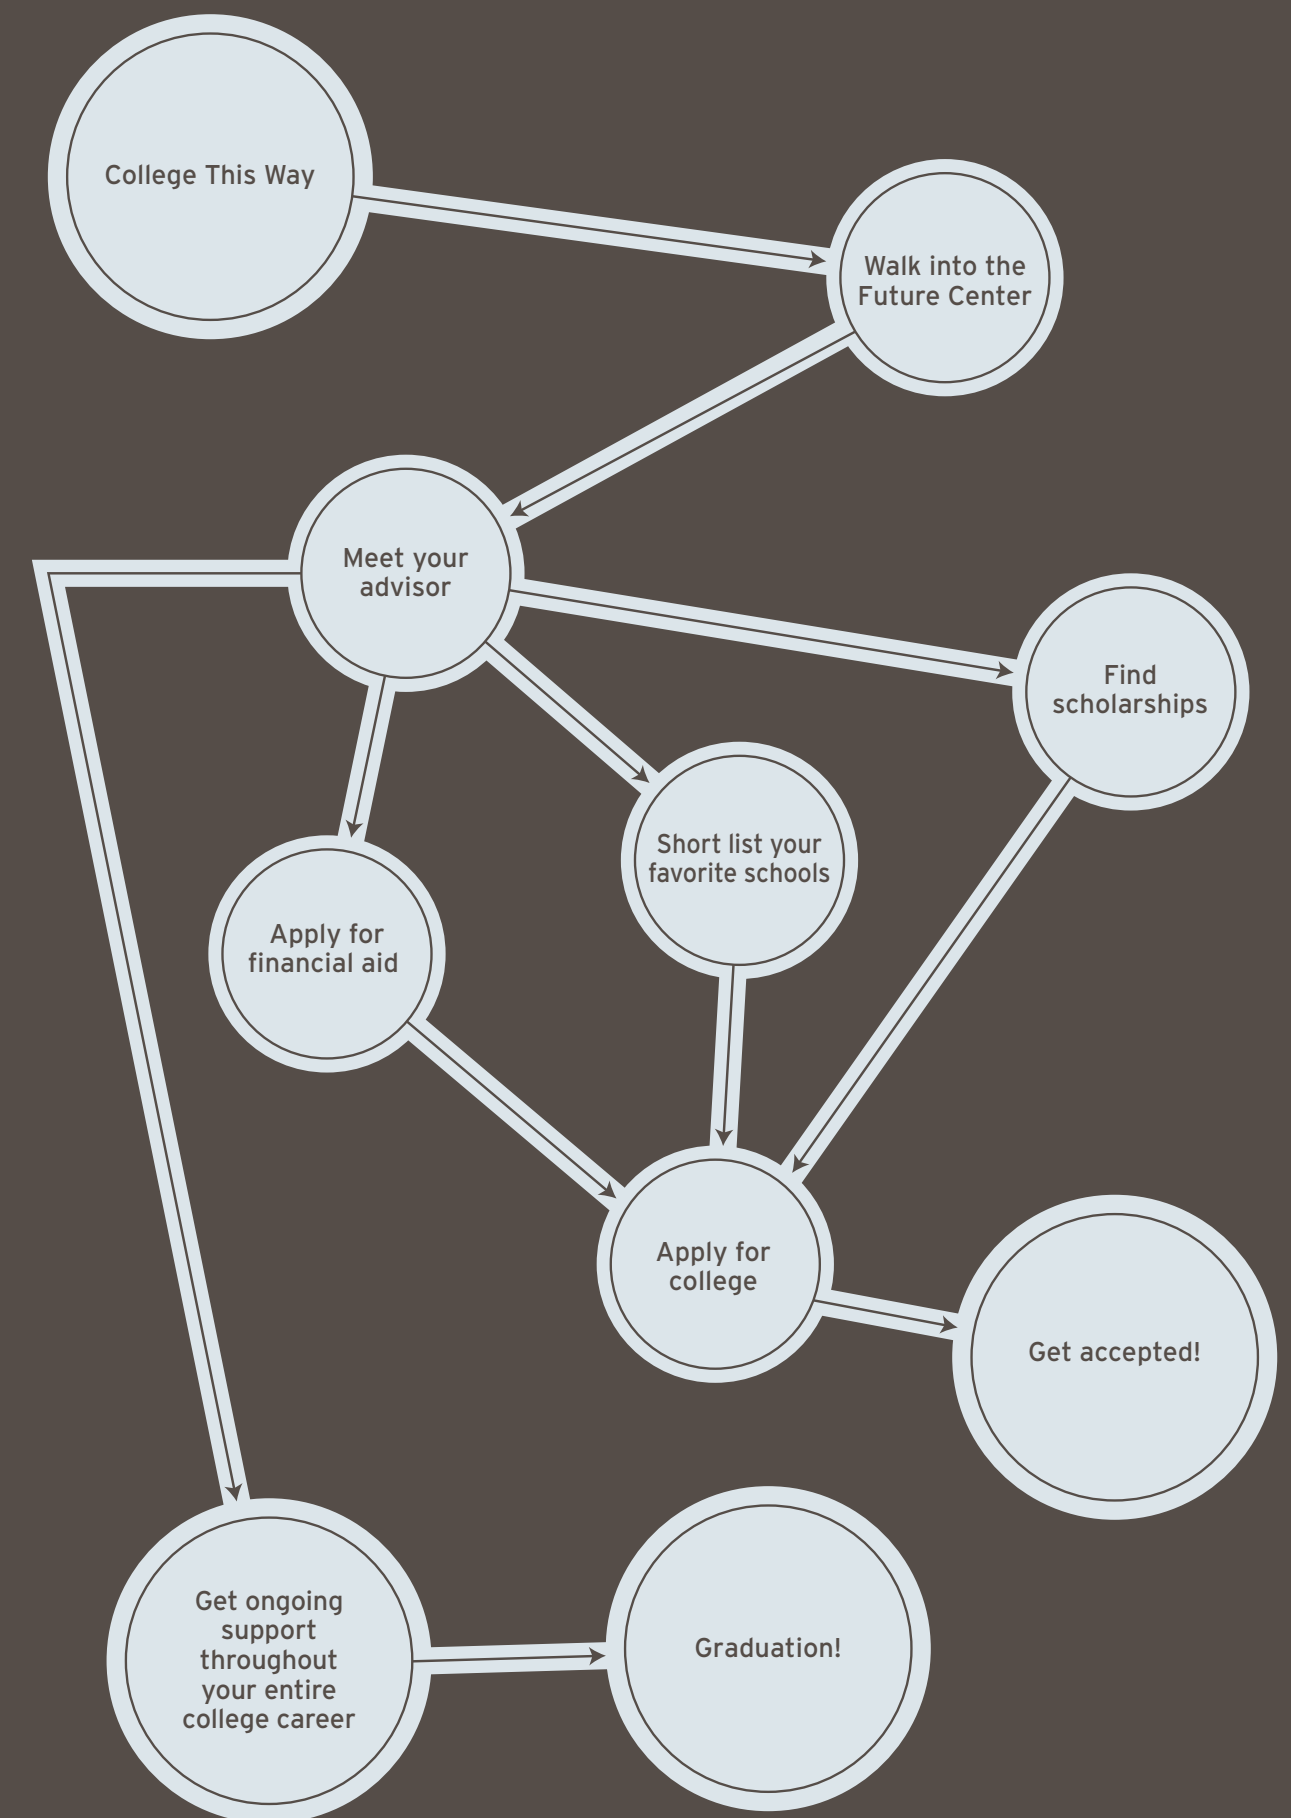 College This Way
Walk into the
Future Center
Meet your
advisor
Find
scholarships
Short list your
favorite schools
Apply for
financial aid
Apply for
college
Get accepted!
Get ongoing
support
throughout
your entire
college career
Graduation!